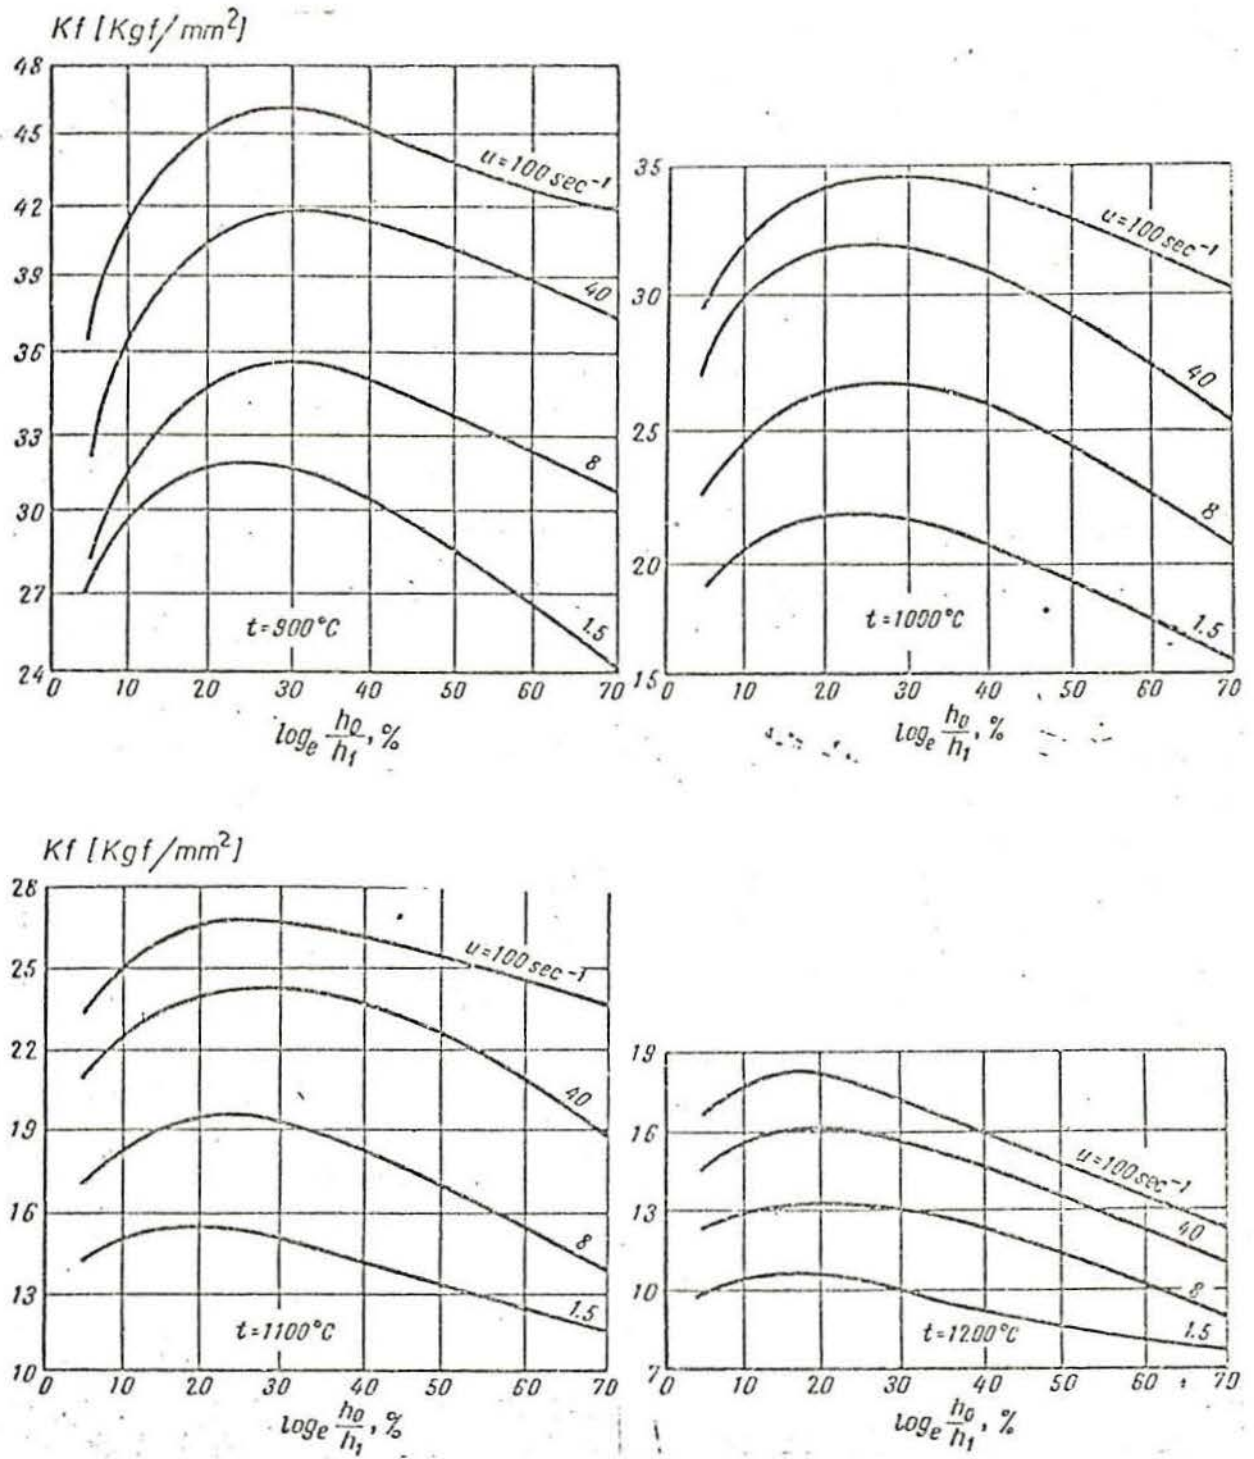 Kf [Kgf/mm²]
48
45
42
39
36
33
30
27
24
u=100 sec⁻¹
40
8
1.5
t=900°C
0 10 20 30 40 50 60 70
logₑ h₀/h₁, %
35
30
25
20
15
u=100 sec⁻¹
40
8
1.5
t=1000°C
0 10 20 30 40 50 60 70
logₑ h₀/h₁, %
Kf [Kgf/mm²]
28
25
22
19
16
13
10
u=100 sec⁻¹
40
8
1.5
t=1100°C
0 10 20 30 40 50 60 70
logₑ h₀/h₁, %
19
16
13
10
7
u=100 sec⁻¹
40
8
1.5
t=1200°C
0 10 20 30 40 50 60 70
logₑ h₀/h₁, %